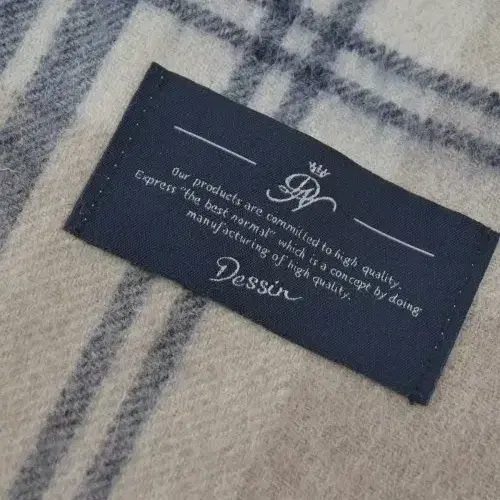 DN
Our products are committed to high quality.
Express "the best normal" which is a concept by doing
manufacturing of high quality.
Dessin